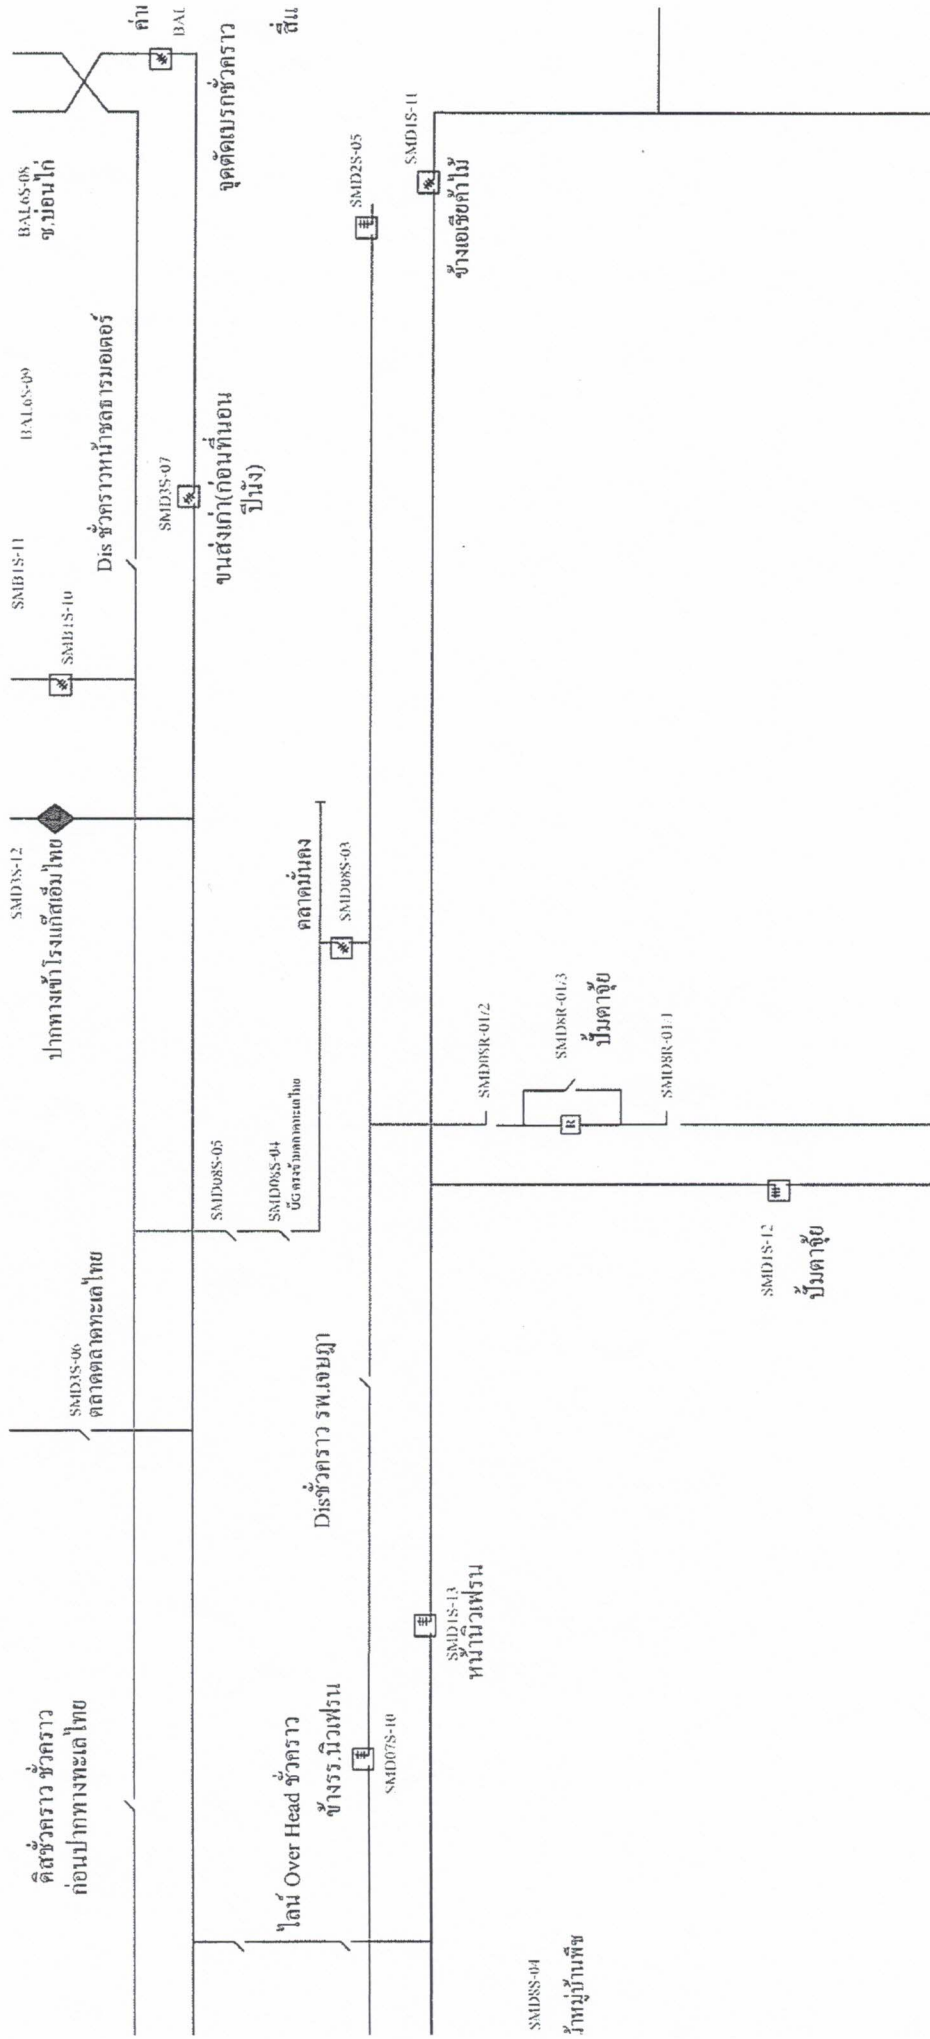 SMD3S-12
ปากทางเข้าโรงแก๊สเอ็มไทย
SMB1S-11
SMB1S-10
BAL6S-09
BAL6S-08
ซ.บ่อนไก่
BAL
ดิสชั่วคราว ชั่วคราว
ก่อนปากทางทะเลไทย
SMD3S-06
ตลาดตลาดทะเลไทย
Dis ชั่วคราวหน้าชลธารมอเตอร์
SMD3S-07
ขนส่งเก่า(ก่อนที่นอน
ปีนัง)
จุดตัดเบรกชั่วคราว
SMD08S-05
SMD08S-04
ตลาดมั่นคง
SMD08S-03
ไลน์ Over Head ชั่วคราว
ข้างรร.นิวเฟรน
SMD07S-10
Disชั่วคราว รพ.เจษฎา
SMD2S-05
SMD1S-11
ข้างเอเชียค้าไม้
SMD1S-13
หน้านิวเฟรน
SMD08R-01/2
R
SMD8R-01/3
ปั๊มตาจุ้ย
SMD8R-01/1
SMD1S-12
ปั๊มตาจุ้ย
SMD8S-04